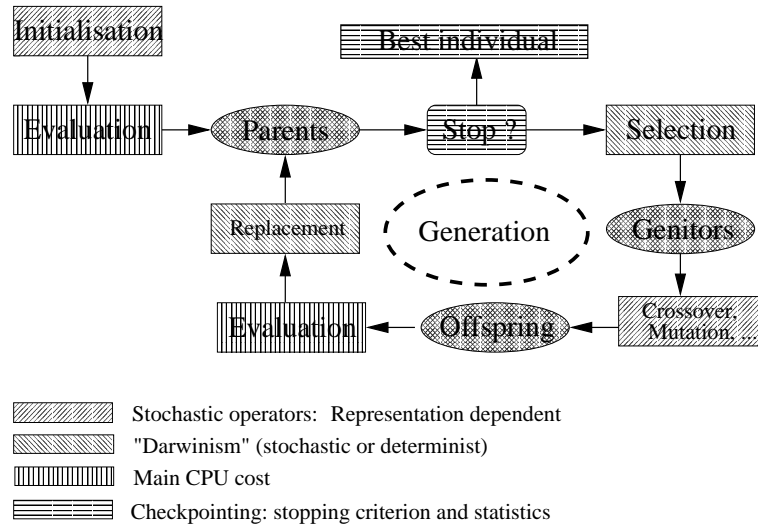 Initialisation
Best individual
Evaluation
Parents
Stop ?
Selection
Replacement
Generation
Genitors
Evaluation
Offspring
Crossover,
Mutation, ...
Stochastic operators: Representation dependent
"Darwinism" (stochastic or determinist)
Main CPU cost
Checkpointing: stopping criterion and statistics